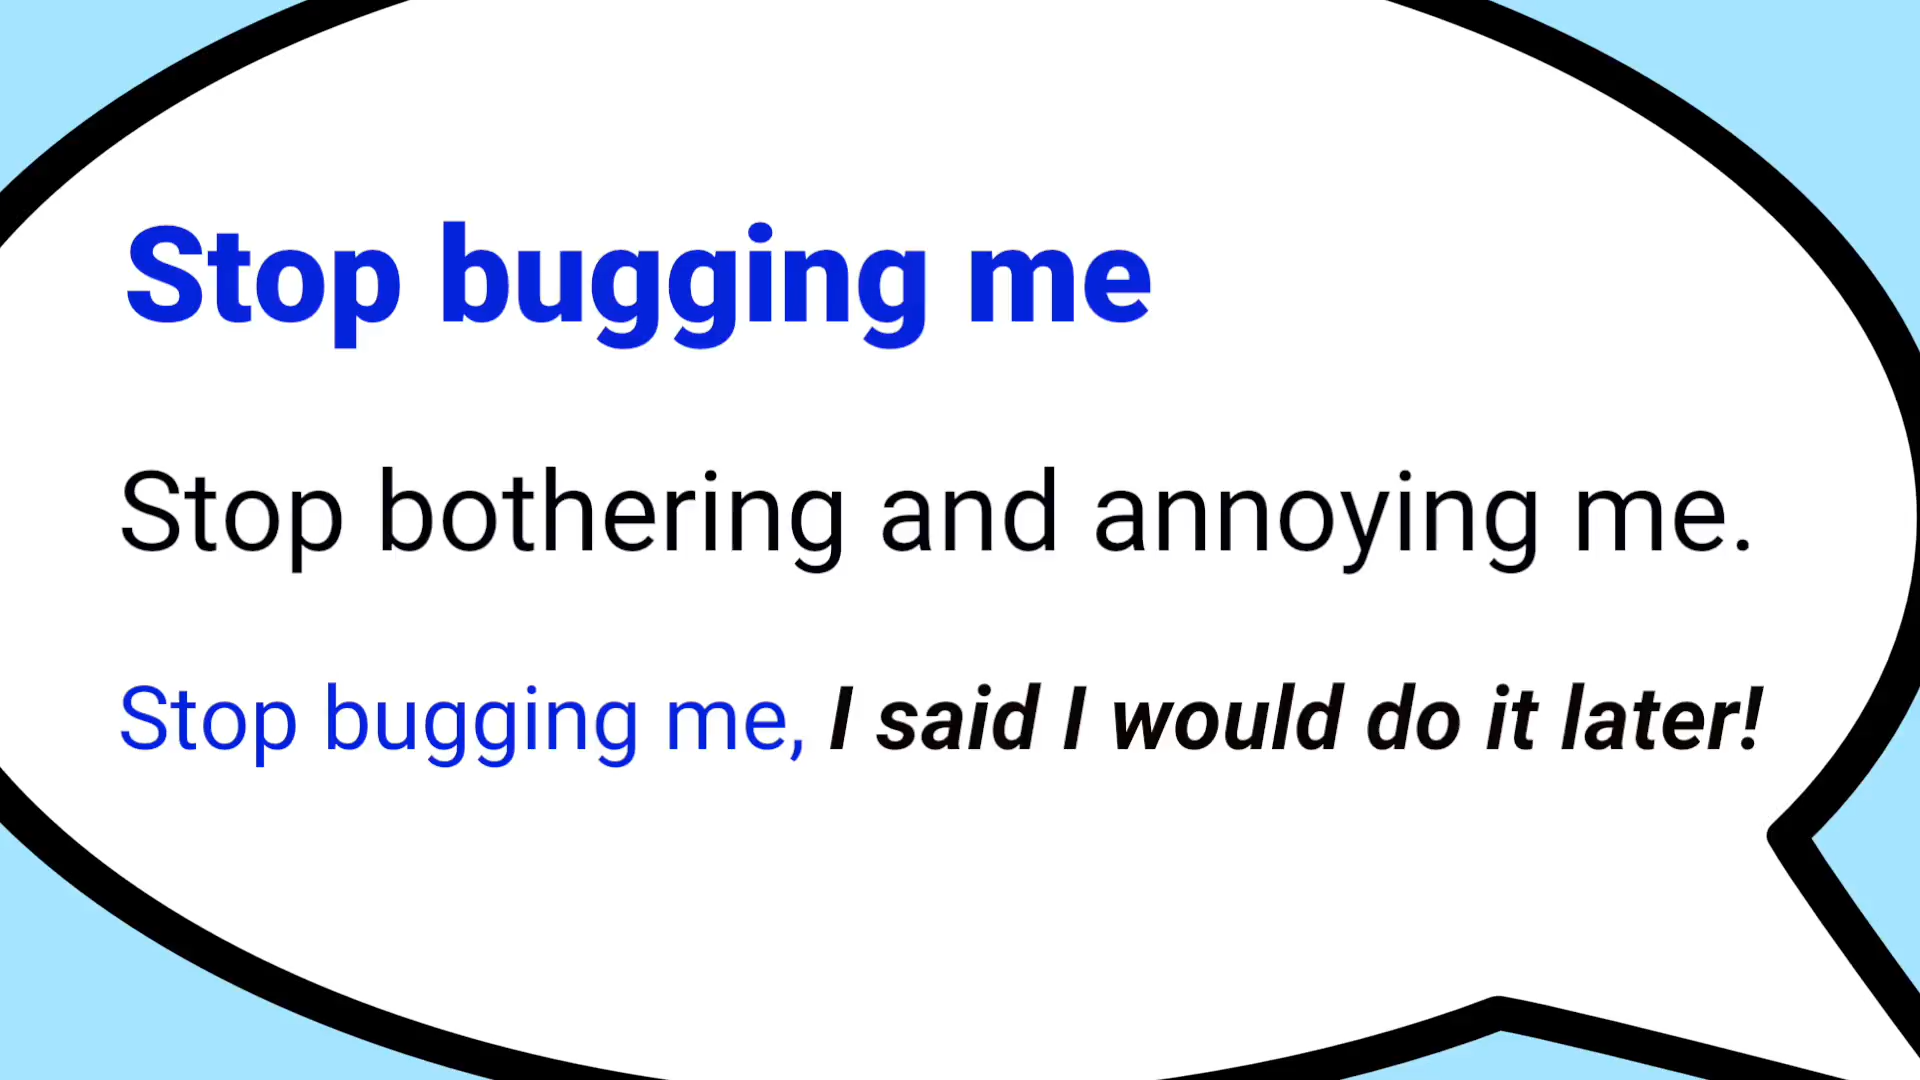 Stop bugging me
Stop bothering and annoying me.
Stop bugging me, I said I would do it later!